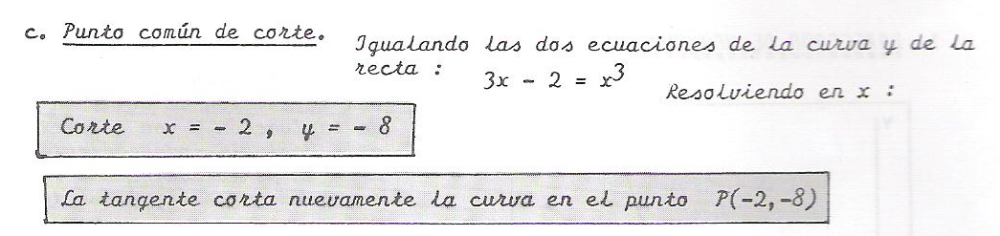 c. Punto común de corte. Igualando las dos ecuaciones de la curva y de la
recta : 3x - 2 = x³ Resolviendo en x :
Corte x = - 2 , y = - 8
La tangente corta nuevamente la curva en el punto P(-2,-8)